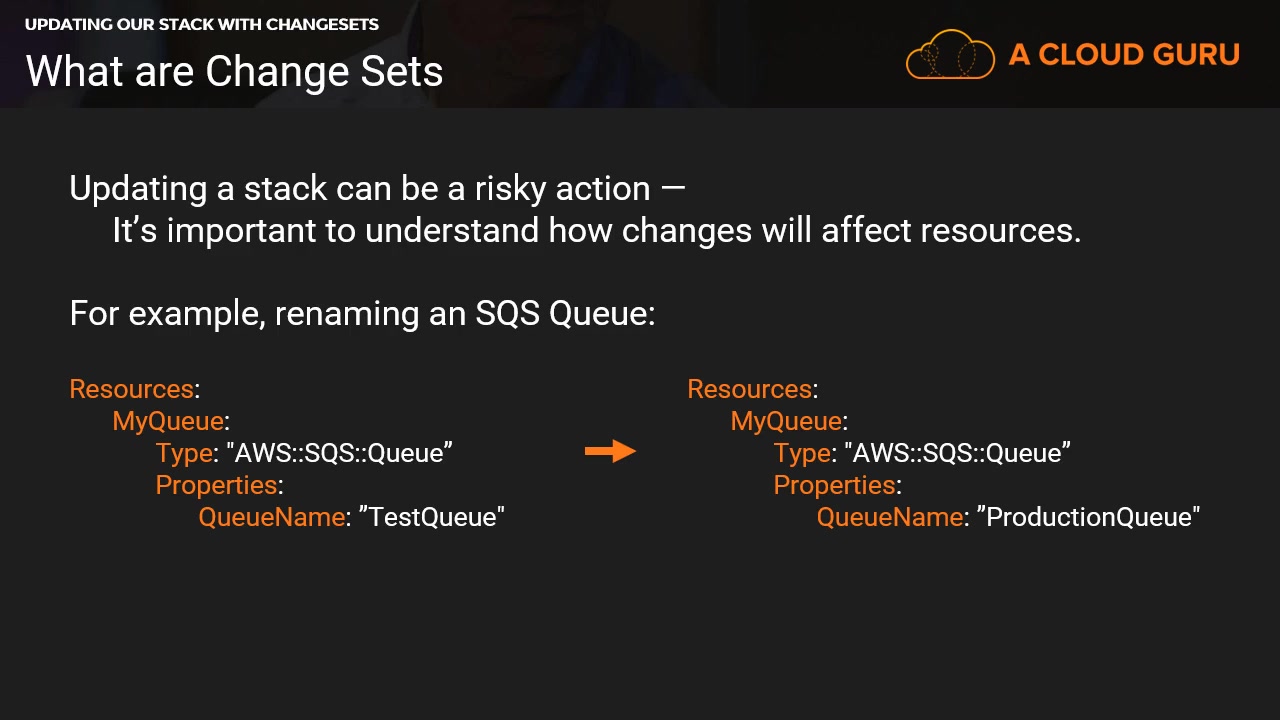 UPDATING OUR STACK WITH CHANGESETS
What are Change Sets
A CLOUD GURU
Updating a stack can be a risky action —
It’s important to understand how changes will affect resources.
For example, renaming an SQS Queue:
Resources:
MyQueue:
Type: "AWS::SQS::Queue”
Properties:
QueueName: ”TestQueue"
Resources:
MyQueue:
Type: "AWS::SQS::Queue”
Properties:
QueueName: ”ProductionQueue"